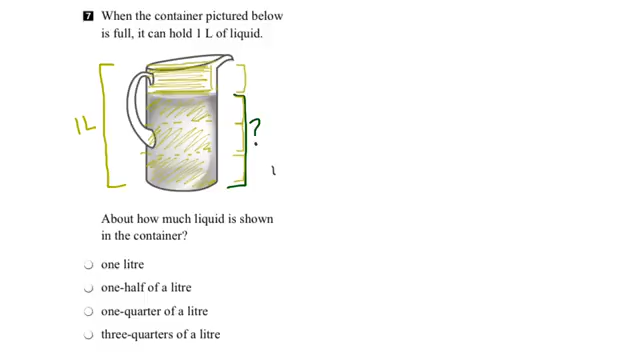 7 When the container pictured below
is full, it can hold 1 L of liquid.
1L
?
About how much liquid is shown
in the container?
one litre
one-half of a litre
one-quarter of a litre
three-quarters of a litre